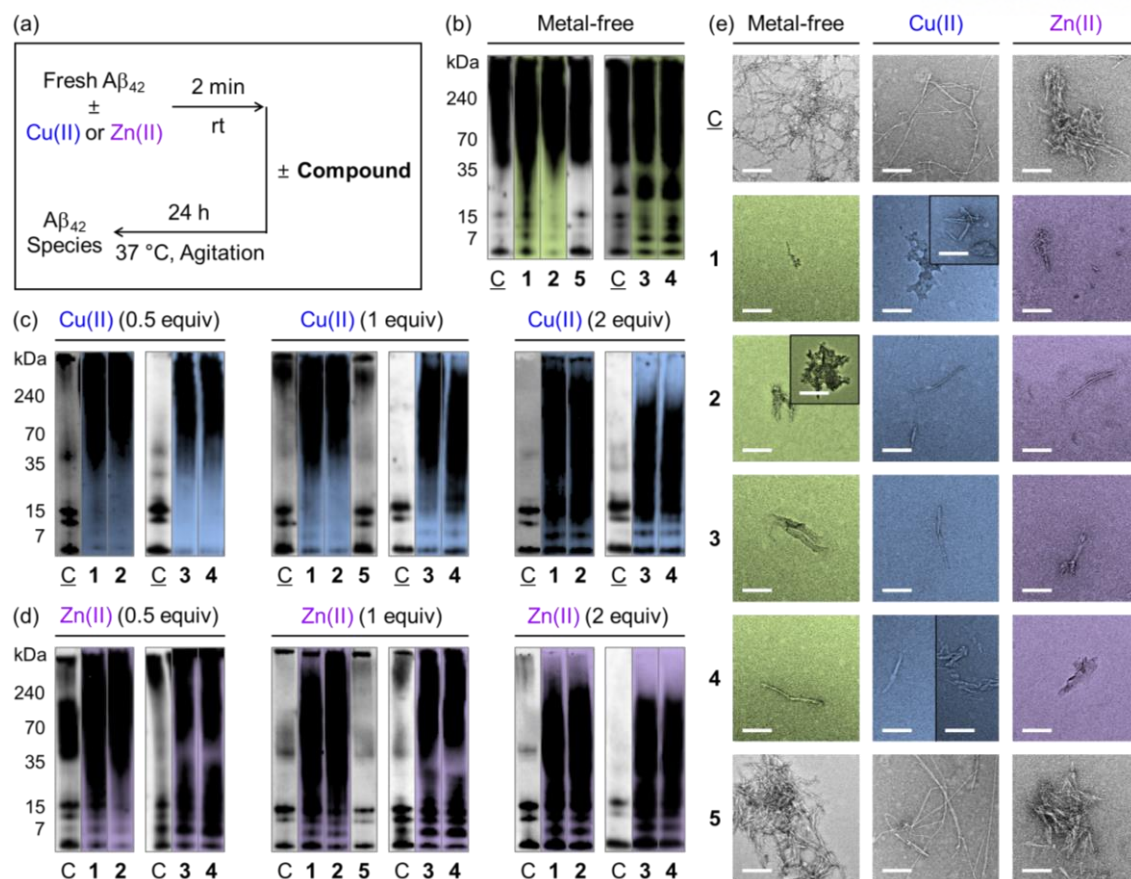 (a)
Fresh Aβ42
±
Cu(II) or Zn(II)
2 min
rt
± Compound
24 h
37 °C, Agitation
Aβ42
Species
(b) Metal-free
kDa
240
70
35
15
7
C 1 2 5 C 3 4
(c) Cu(II) (0.5 equiv) Cu(II) (1 equiv) Cu(II) (2 equiv)
kDa
240
70
35
15
7
C 1 2 C 3 4 C 1 2 5 C 3 4 C 1 2 C 3 4
(d) Zn(II) (0.5 equiv) Zn(II) (1 equiv) Zn(II) (2 equiv)
kDa
240
70
35
15
7
C 1 2 C 3 4 C 1 2 5 C 3 4 C 1 2 C 3 4
(e) Metal-free Cu(II) Zn(II)
C
1
2
3
4
5